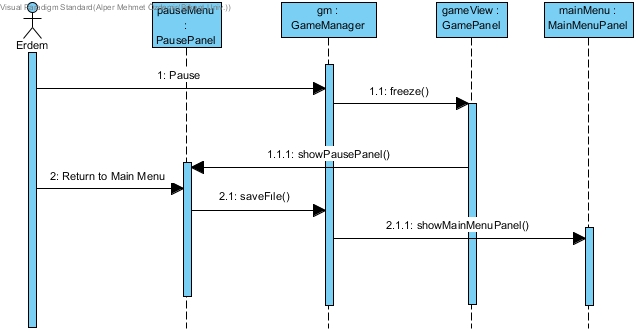 Visual Paradigm Standard(Alper Mehmet
pauseMenu
:
PausePanel
gm :
GameManager
gameView :
GamePanel
mainMenu :
MainMenuPanel
Erdem
1: Pause
1.1: freeze()
1.1.1: showPausePanel()
2: Return to Main Menu
2.1: saveFile()
2.1.1: showMainMenuPanel()